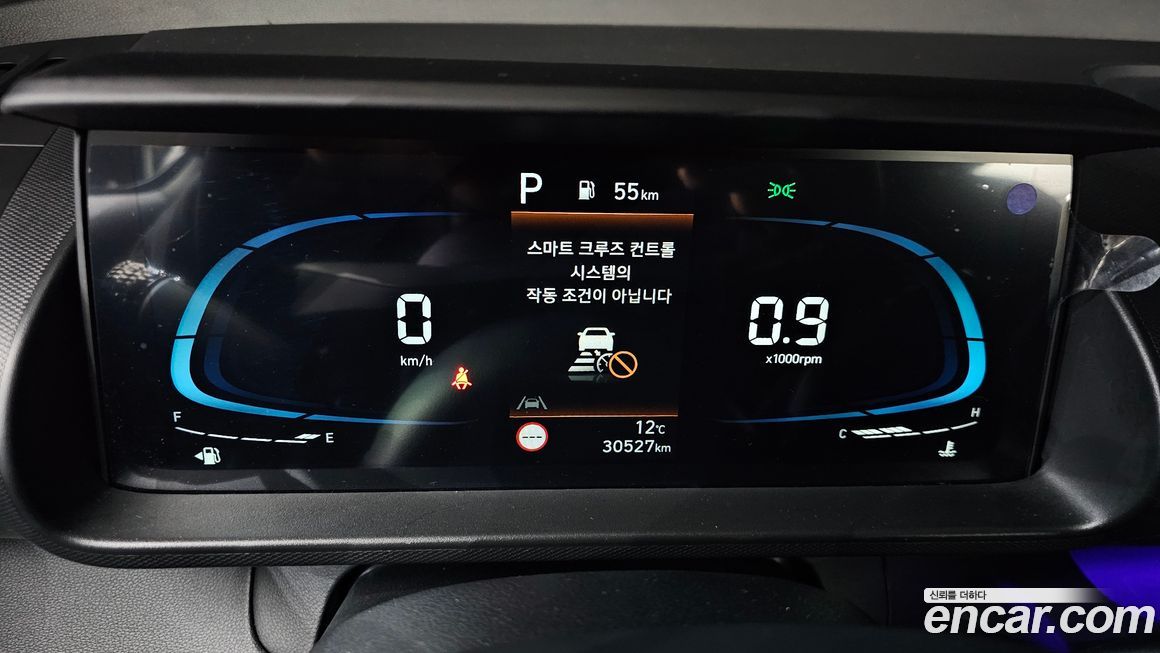 P 55km
스마트 크루즈 컨트롤
시스템의
작동 조건이 아닙니다
0
km/h
0.9
x1000rpm
F
E
C
H
---
12℃
30527km
신뢰를 더하다
encar.com